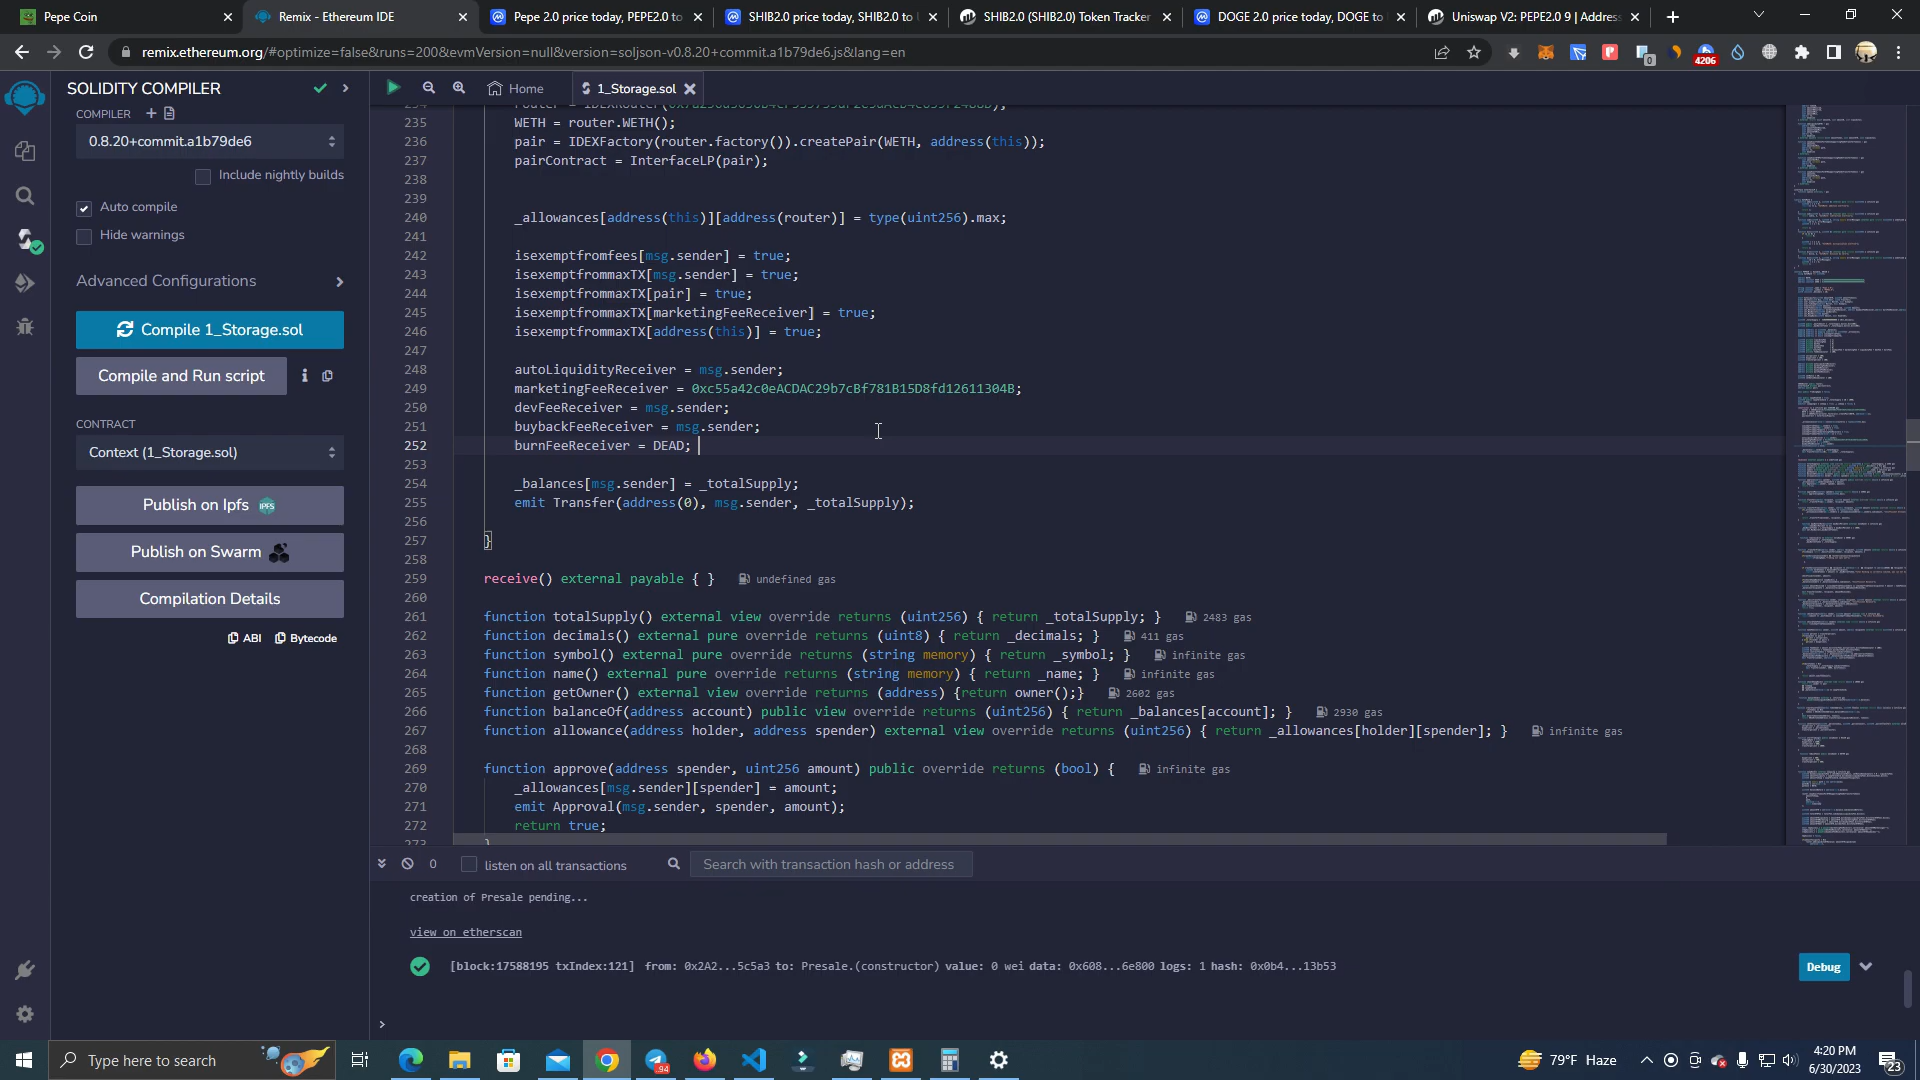 Pepe Coin
Remix - Ethereum IDE
Pepe 2.0 price today, PEPE2.0 to
SHIB2.0 price today, SHIB2.0 to
SHIB2.0 (SHIB2.0) Token Tracker
DOGE 2.0 price today, DOGE to
Uniswap V2: PEPE2.0 9 | Addres
remix.ethereum.org/#optimize=false&runs=200&evmVersion=null&version=soljson-v0.8.20+commit.a1b79de6.js&lang=en
0
4206
SOLIDITY COMPILER
COMPILER
0.8.20+commit.a1b79de6
Include nightly builds
Auto compile
Hide warnings
Advanced Configurations
Compile 1_Storage.sol
Compile and Run script
CONTRACT
Context (1_Storage.sol)
Publish on Ipfs
IPFS
Publish on Swarm
Compilation Details
ABI
Bytecode
Home
1_Storage.sol
235 WETH = router.WETH();
236 pair = IDEXFactory(router.factory()).createPair(WETH, address(this));
237 pairContract = InterfaceLP(pair);
238
239
240 _allowances[address(this)][address(router)] = type(uint256).max;
241
242 isexemptfromfees[msg.sender] = true;
243 isexemptfrommaxTX[msg.sender] = true;
244 isexemptfrommaxTX[pair] = true;
245 isexemptfrommaxTX[marketingFeeReceiver] = true;
246 isexemptfrommaxTX[address(this)] = true;
247
248 autoLiquidityReceiver = msg.sender;
249 marketingFeeReceiver = 0xc55a42c0eACDAC29b7cBf781B15D8fd12611304B;
250 devFeeReceiver = msg.sender;
251 buybackFeeReceiver = msg.sender;
252 burnFeeReceiver = DEAD;
253
254 _balances[msg.sender] = _totalSupply;
255 emit Transfer(address(0), msg.sender, _totalSupply);
256
257 }
258
259 receive() external payable { } undefined gas
260
261 function totalSupply() external view override returns (uint256) { return _totalSupply; } 2483 gas
262 function decimals() external pure override returns (uint8) { return _decimals; } 411 gas
263 function symbol() external pure override returns (string memory) { return _symbol; } infinite gas
264 function name() external pure override returns (string memory) { return _name; } infinite gas
265 function getOwner() external view override returns (address) {return owner();} 2602 gas
266 function balanceOf(address account) public view override returns (uint256) { return _balances[account]; } 2930 gas
267 function allowance(address holder, address spender) external view override returns (uint256) { return _allowances[holder][spender]; } infinite gas
268
269 function approve(address spender, uint256 amount) public override returns (bool) { infinite gas
270 _allowances[msg.sender][spender] = amount;
271 emit Approval(msg.sender, spender, amount);
272 return true;
273 }
0
listen on all transactions
Search with transaction hash or address
creation of Presale pending...
view on etherscan
[block:17588195 txIndex:121] from: 0x2A2...5c5a3 to: Presale.(constructor) value: 0 wei data: 0x608...6e800 logs: 1 hash: 0x0b4...13b53
Debug
>
Type here to search
94
79°F Haze
4:20 PM
6/30/2023
23